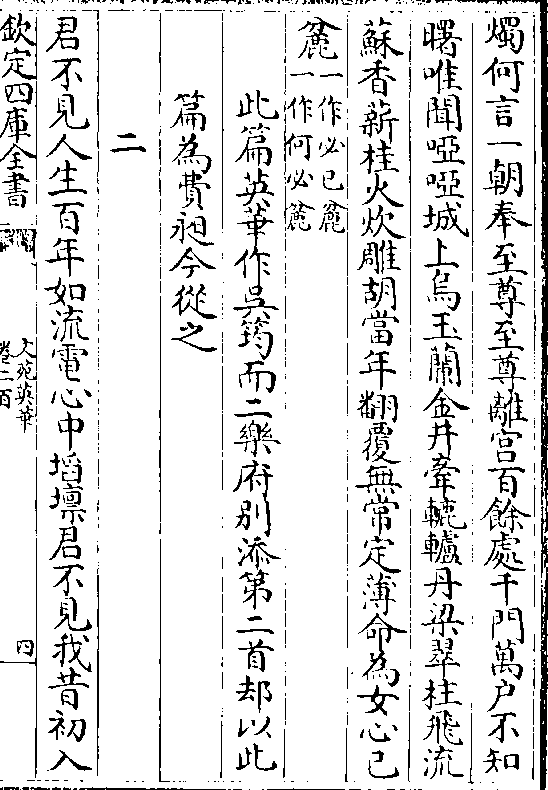 燭何言一朝奉至尊至尊離宮百餘處千門萬户不知
曙唯聞啞啞城上烏玉蘭金井牽轆轤丹梁翠柱飛流
蘇香薪桂火炊雕胡當年翻覆無常定薄命為女心已
麄一作必已麄
一作何必麄
此篇英華作吳筠而二樂府别添第二首却以此
篇為費昶今從之
二
君不見人生百年如流電心中坮壈君不見我昔初入
欽定四庫全書
文苑英華
卷二百
四